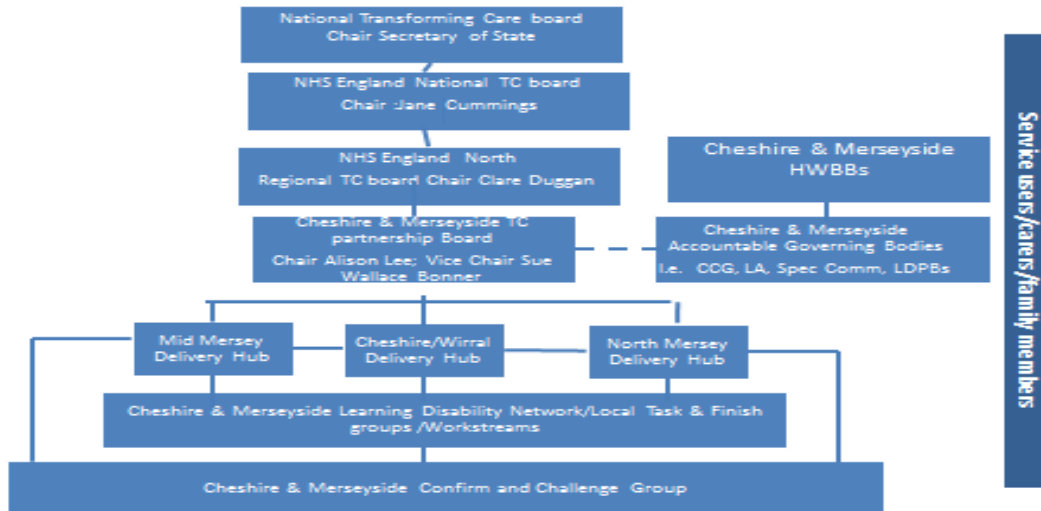 National Transforming Care board
Chair Secretary of State
NHS England National TC board
Chair :Jane Cummings
NHS England North
Regional TC board Chair Clare Duggan
Cheshire & Merseyside
HWBBs
Cheshire & Merseyside TC
partnership Board
Chair Alison Lee; Vice Chair Sue
Wallace Bonner
Cheshire & Merseyside
Accountable Governing Bodies
I.e. CCG, LA, Spec Comm, LDPBs
Mid Mersey
Delivery Hub
Cheshire/Wirral
Delivery Hub
North Mersey
Delivery Hub
Cheshire & Merseyside Learning Disability Network/Local Task & Finish
groups /Workstreams
Cheshire & Merseyside Confirm and Challenge Group
Service users/carers/family members